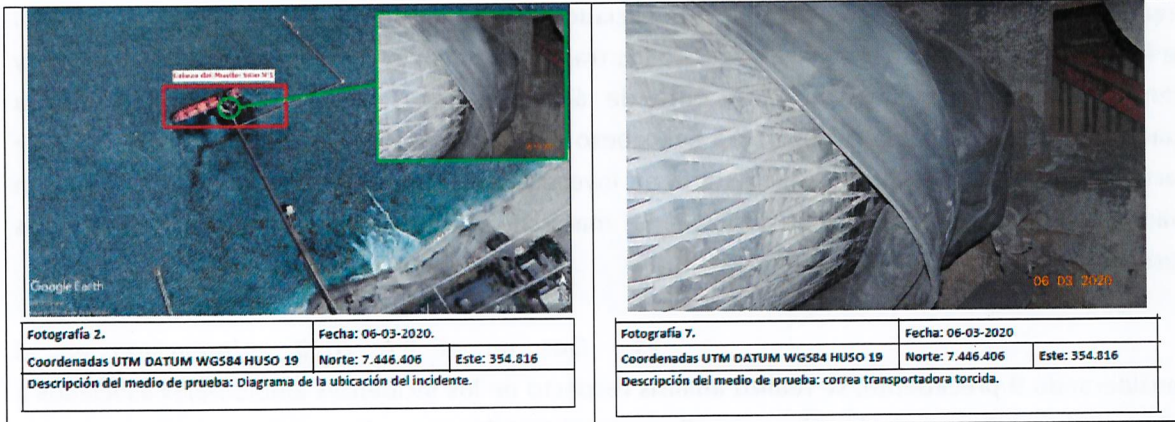 Cabeza del Muelle- Sitio N°1
Google Earth
Fotografía 2.
Fecha: 06-03-2020.
Coordenadas UTM DATUM WGS84 HUSO 19
Norte: 7.446.406
Este: 354.816
Descripción del medio de prueba: Diagrama de la ubicación del incidente.
06 03 2020
Fotografía 7.
Fecha: 06-03-2020
Coordenadas UTM DATUM WGS84 HUSO 19
Norte: 7.446.406
Este: 354.816
Descripción del medio de prueba: correa transportadora torcida.